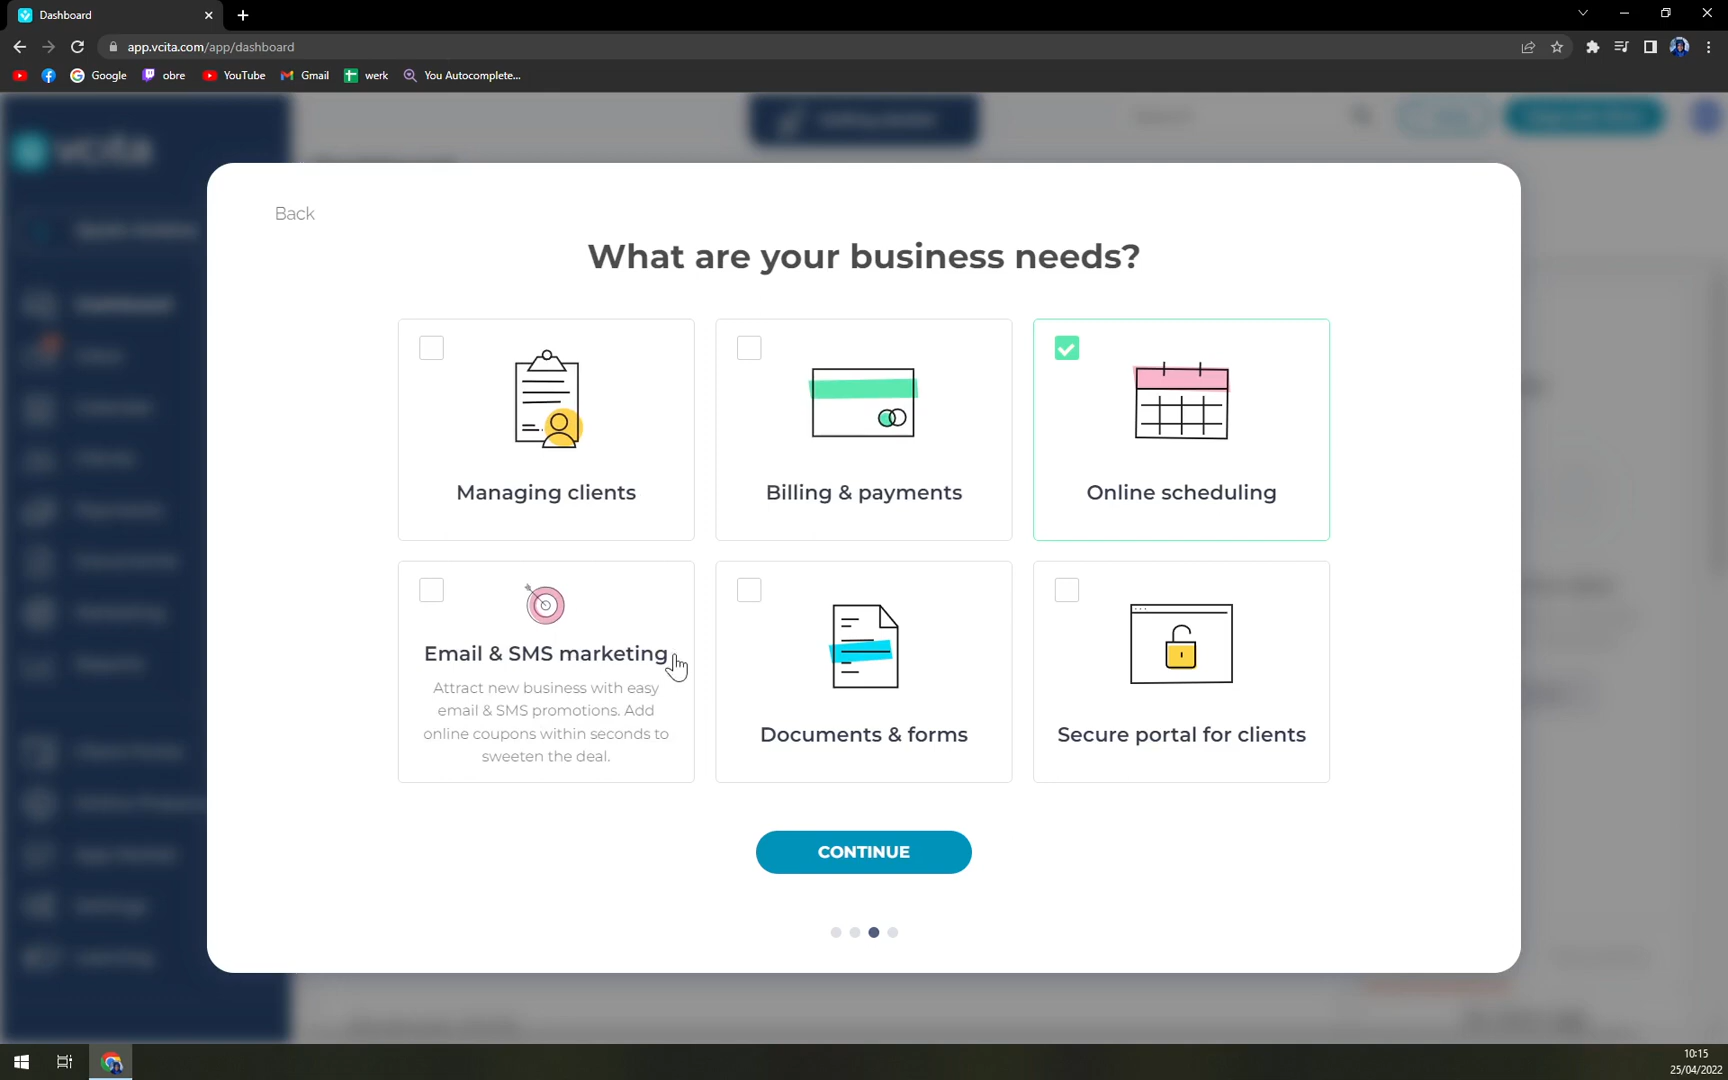 Dashboard
app.vcita.com/app/dashboard
Google
obre
YouTube
Gmail
werk
You Autocomplete...
vcita
Back
What are your business needs?
Managing clients
Billing & payments
Online scheduling
Email & SMS marketing
Attract new business with easy
email & SMS promotions. Add
online coupons within seconds to
sweeten the deal.
Documents & forms
Secure portal for clients
CONTINUE
10:15
25/04/2022